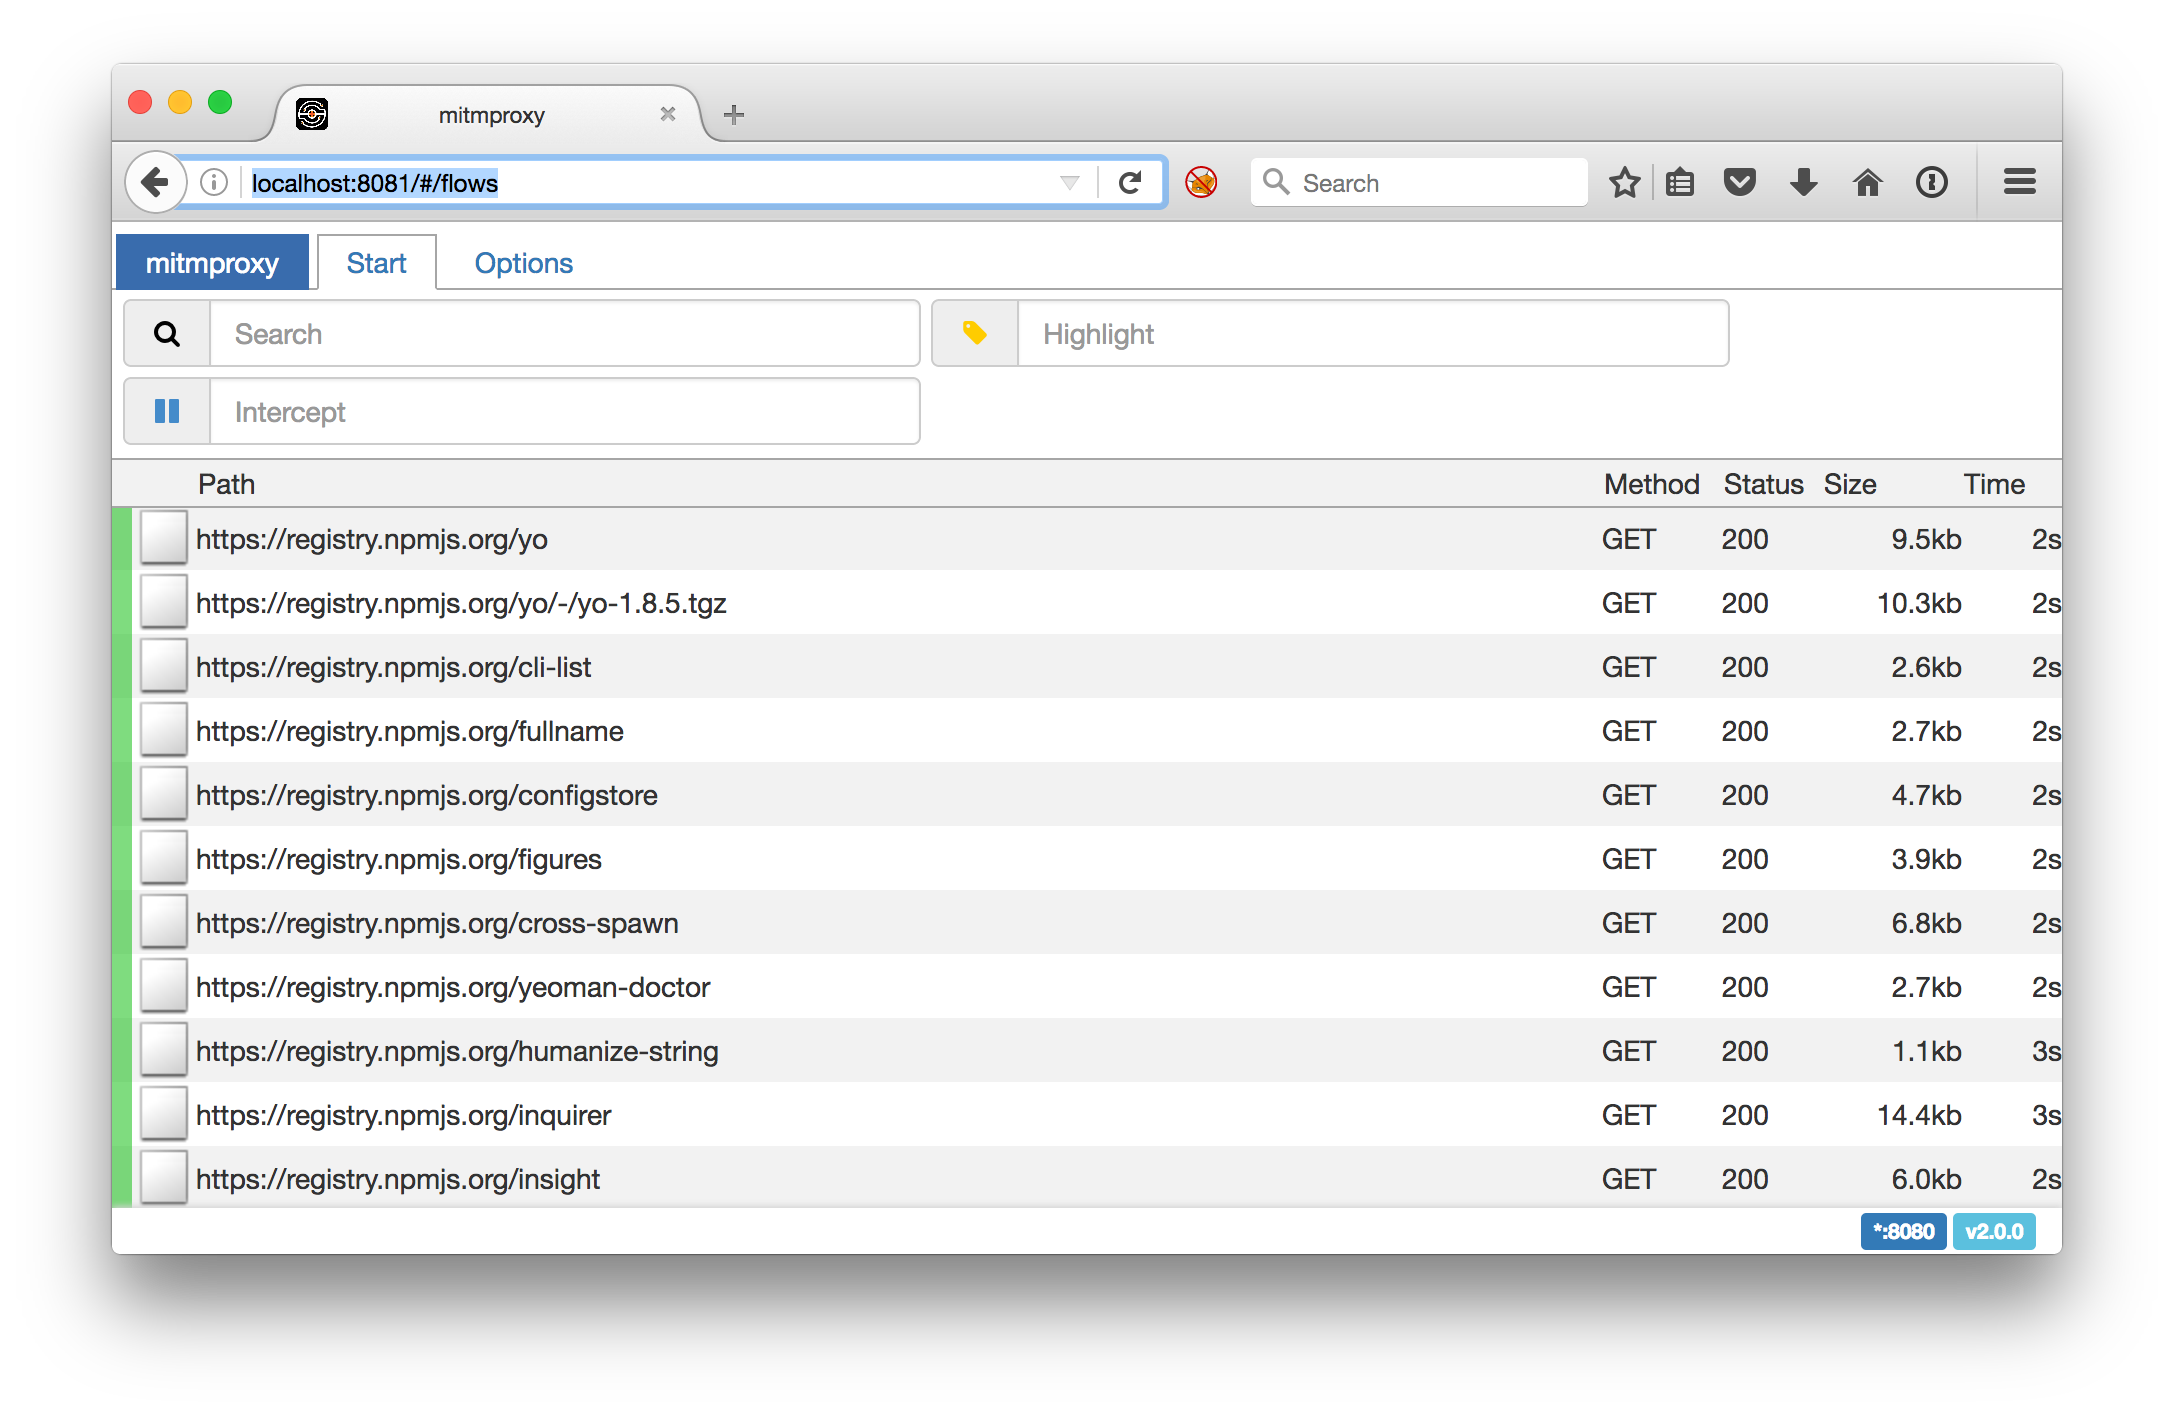 mitmproxy
localhost:8081/#/flows
Search
mitmproxy Start Options
Search Highlight
Intercept
Path Method Status Size Time
https://registry.npmjs.org/yo GET 200 9.5kb 2s
https://registry.npmjs.org/yo/-/yo-1.8.5.tgz GET 200 10.3kb 2s
https://registry.npmjs.org/cli-list GET 200 2.6kb 2s
https://registry.npmjs.org/fullname GET 200 2.7kb 2s
https://registry.npmjs.org/configstore GET 200 4.7kb 2s
https://registry.npmjs.org/figures GET 200 3.9kb 2s
https://registry.npmjs.org/cross-spawn GET 200 6.8kb 2s
https://registry.npmjs.org/yeoman-doctor GET 200 2.7kb 2s
https://registry.npmjs.org/humanize-string GET 200 1.1kb 3s
https://registry.npmjs.org/inquirer GET 200 14.4kb 3s
https://registry.npmjs.org/insight GET 200 6.0kb 2s
*:8080 v2.0.0